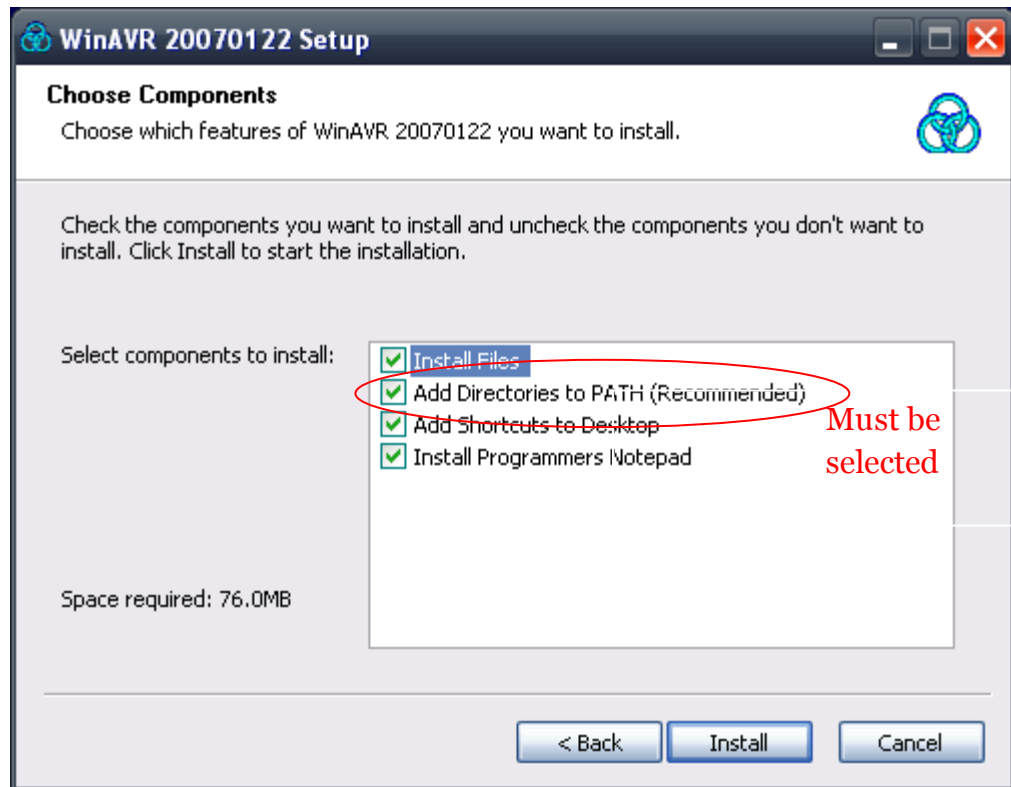 WinAVR 20070122 Setup
Choose Components
Choose which features of WinAVR 20070122 you want to install.
Check the components you want to install and uncheck the components you don't want to
install. Click Install to start the installation.
Select components to install:
Install Files
Add Directories to PATH (Recommended)
Add Shortcuts to Desktop
Install Programmers Notepad
Must be
selected
Space required: 76.0MB
< Back
Install
Cancel